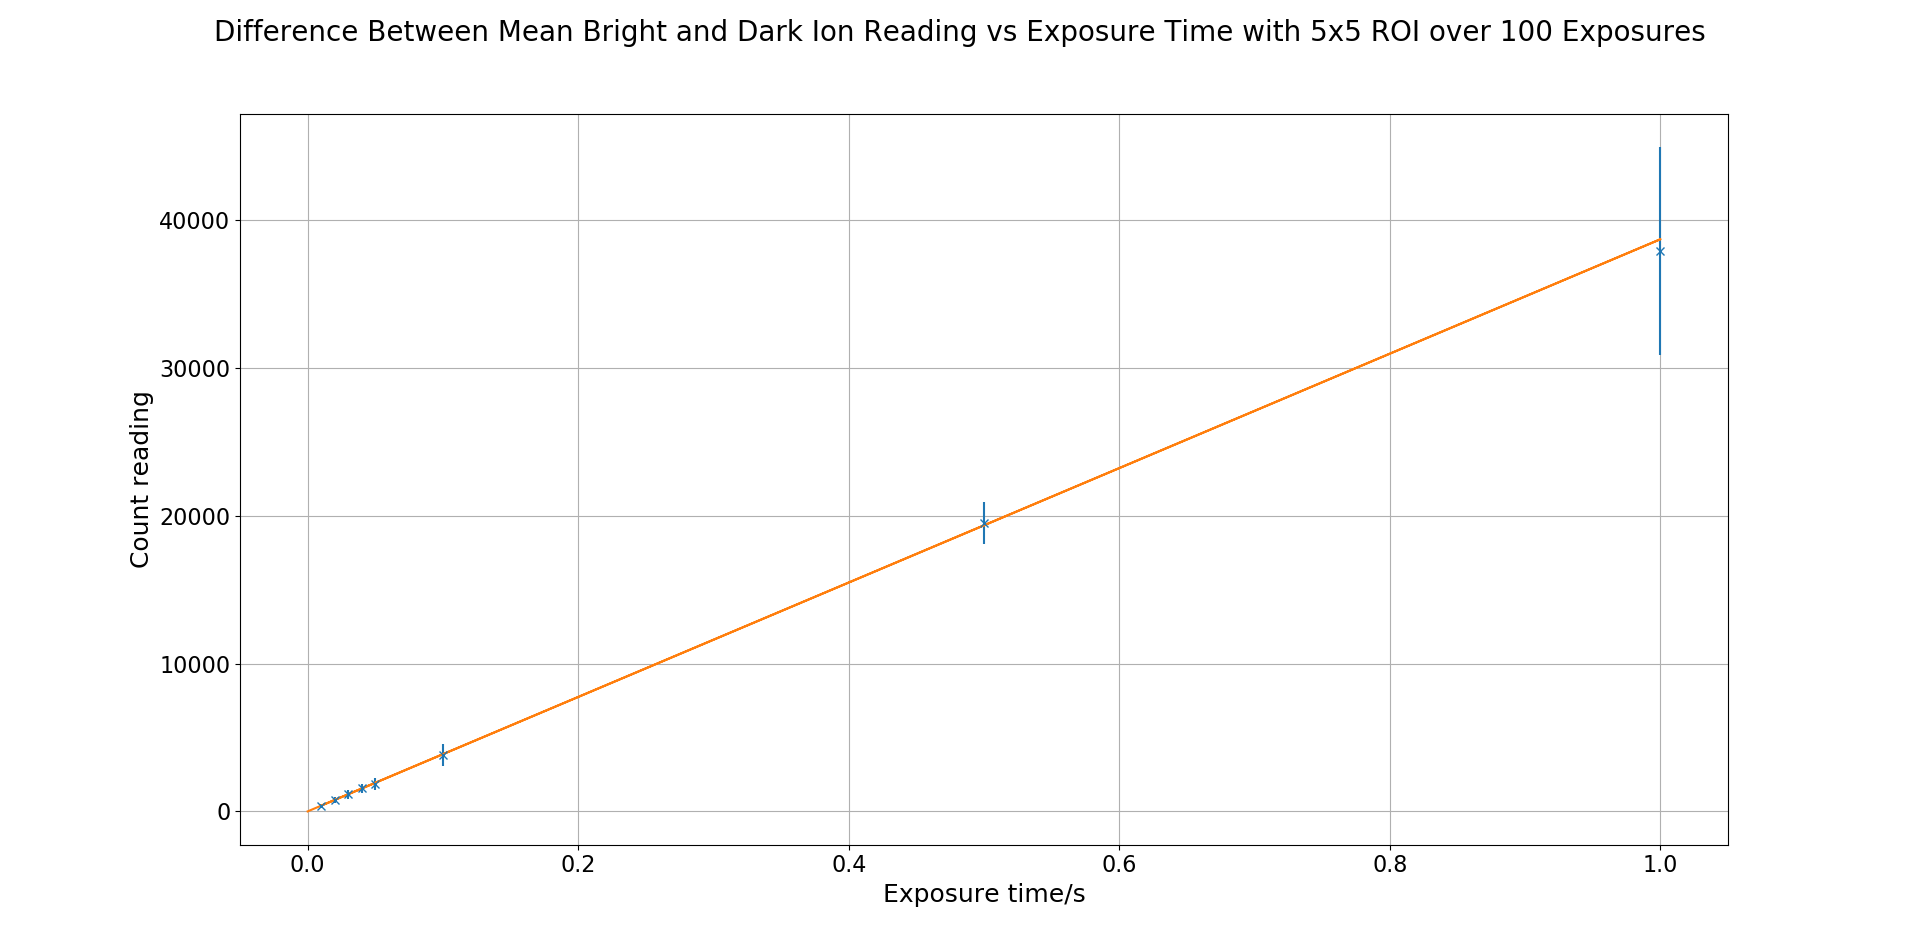 Difference Between Mean Bright and Dark Ion Reading vs Exposure Time with 5x5 ROI over 100 Exposures
40000
30000
20000
10000
0
Count reading
0.0 0.2 0.4 0.6 0.8 1.0
Exposure time/s